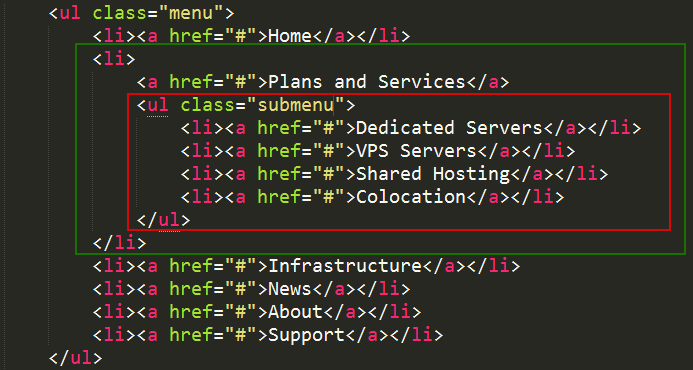 <ul class="menu">
<li><a href="#">Home</a></li>
<li>
<a href="#">Plans and Services</a>
<ul class="submenu">
<li><a href="#">Dedicated Servers</a></li>
<li><a href="#">VPS Servers</a></li>
<li><a href="#">Shared Hosting</a></li>
<li><a href="#">Colocation</a></li>
</ul>
</li>
<li><a href="#">Infrastructure</a></li>
<li><a href="#">News</a></li>
<li><a href="#">About</a></li>
<li><a href="#">Support</a></li>
</ul>